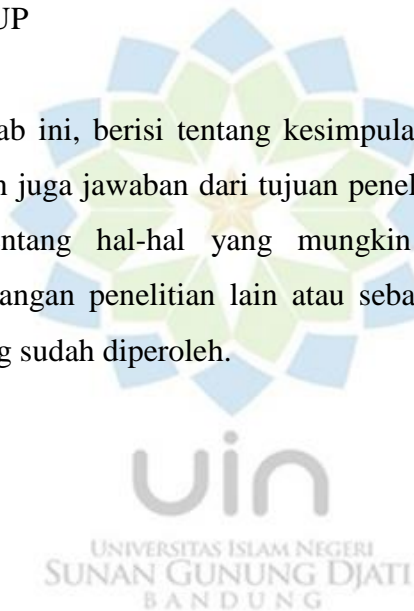 UP
ab ini, berisi tentang kesimpula
n juga jawaban dari tujuan penel
ntang hal-hal yang mungkin
angan penelitian lain atau seba
g sudah diperoleh.
uin
UNIVERSITAS ISLAM NEGERI
SUNAN GUNUNG DJATI
BANDUNG